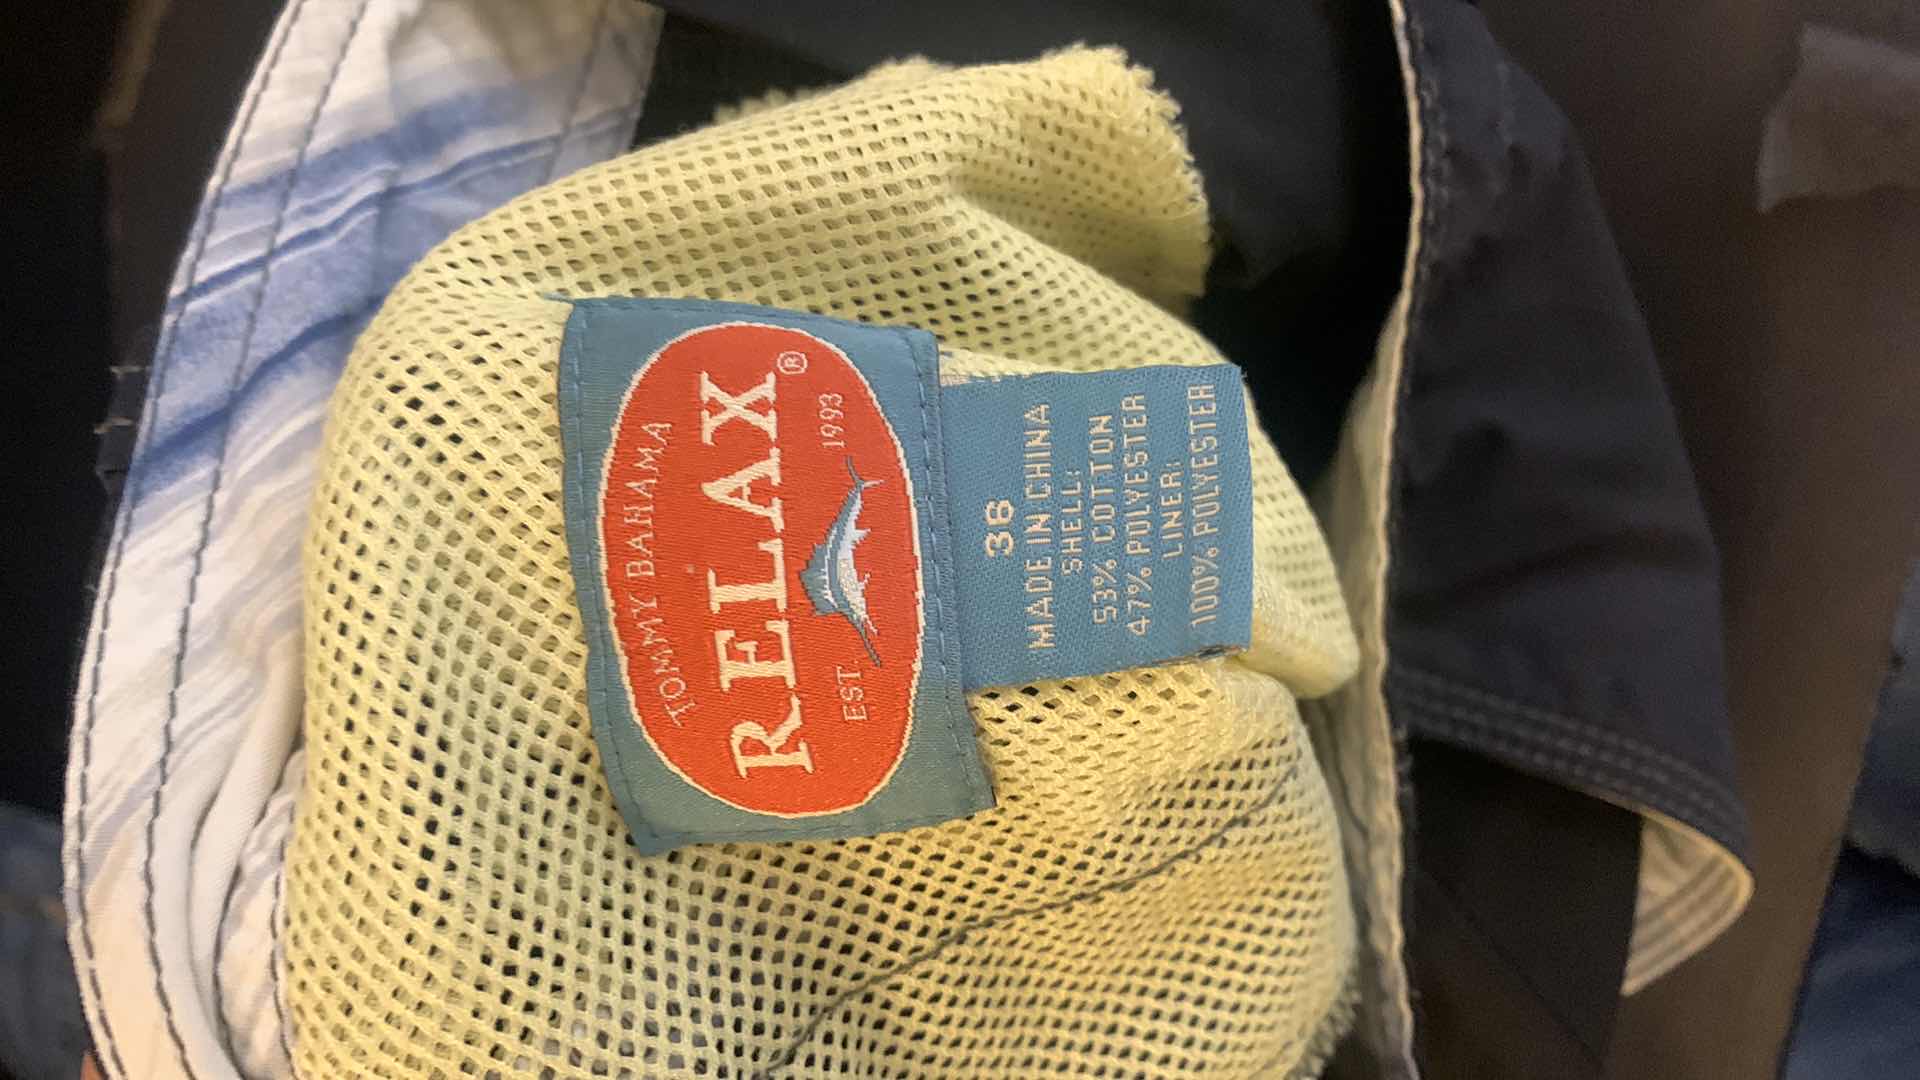 TOMMY BAHAMA
RELAX®
EST. 1993
36
MADE IN CHINA
SHELL:
53% COTTON
47% POLYESTER
LINER:
100% POLYESTER